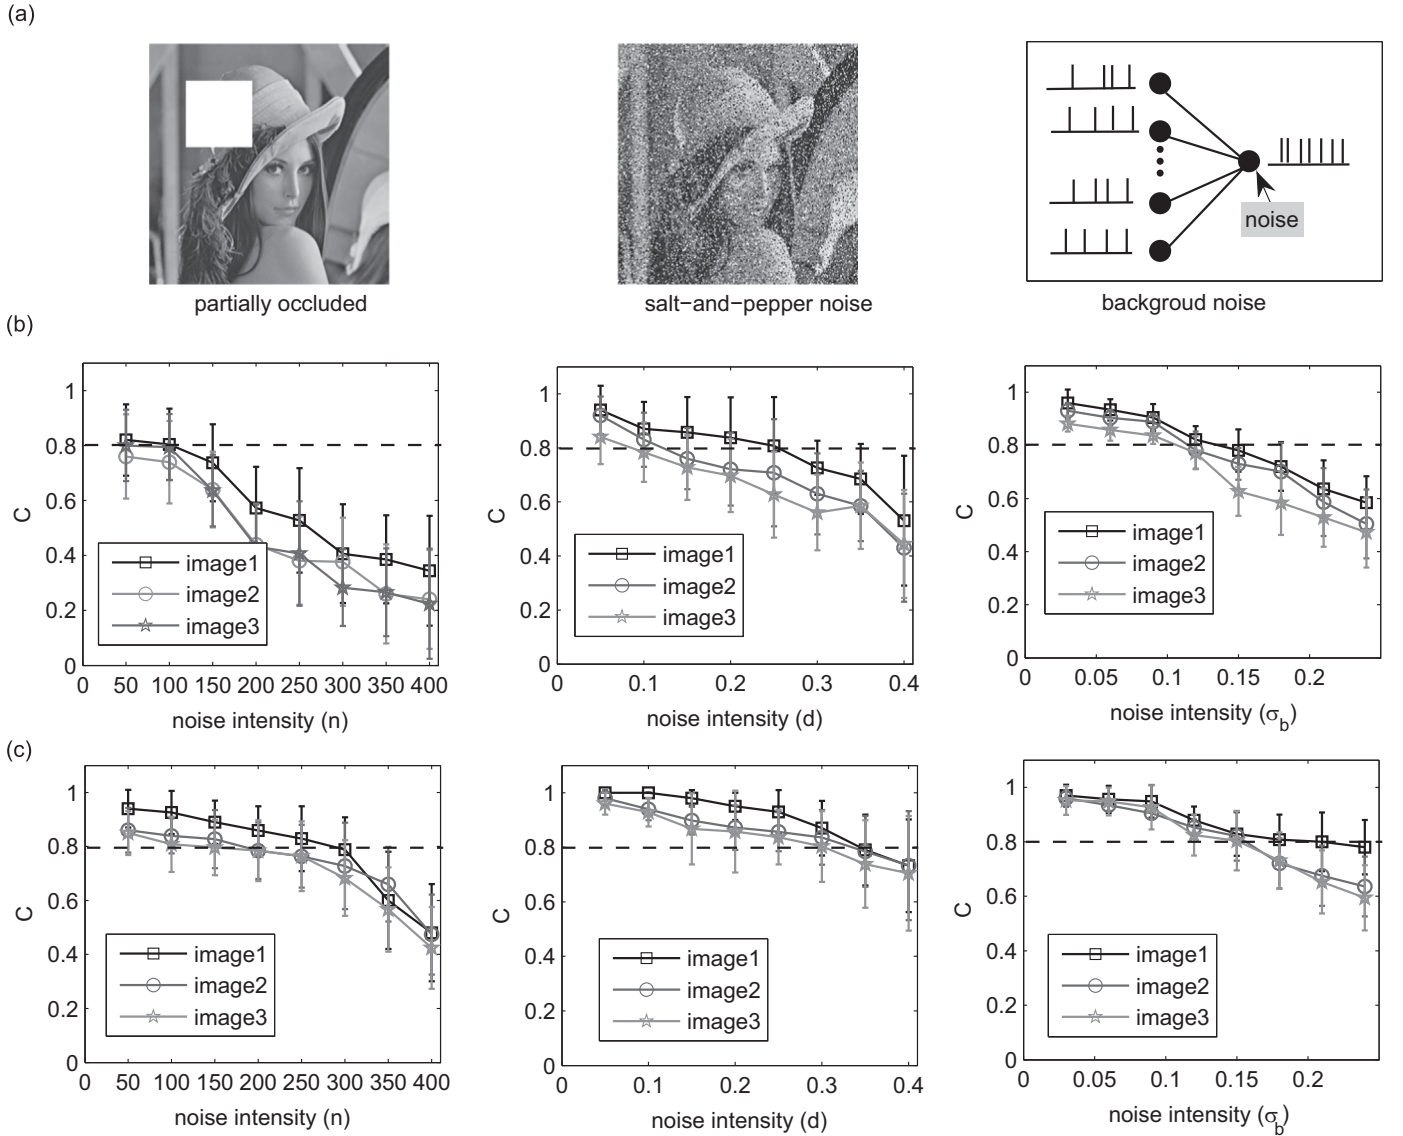 (a)
noise
partially occluded
salt−and−pepper noise
backgroud noise
(b)
1
0.8
0.6
0.4
0.2
0
C
image1
image2
image3
0 50 100 150 200 250 300 350 400
noise intensity (n)
1
0.8
0.6
0.4
0.2
0
C
image1
image2
image3
0 0.1 0.2 0.3 0.4
noise intensity (d)
1
0.8
0.6
0.4
0.2
0
C
image1
image2
image3
0 0.05 0.1 0.15 0.2
noise intensity (σb)
(c)
1
0.8
0.6
0.4
0.2
0
C
image1
image2
image3
0 50 100 150 200 250 300 350 400
noise intensity (n)
1
0.8
0.6
0.4
0.2
0
C
image1
image2
image3
0 0.1 0.2 0.3 0.4
noise intensity (d)
1
0.8
0.6
0.4
0.2
0
C
image1
image2
image3
0 0.05 0.1 0.15 0.2
noise intensity (σb)